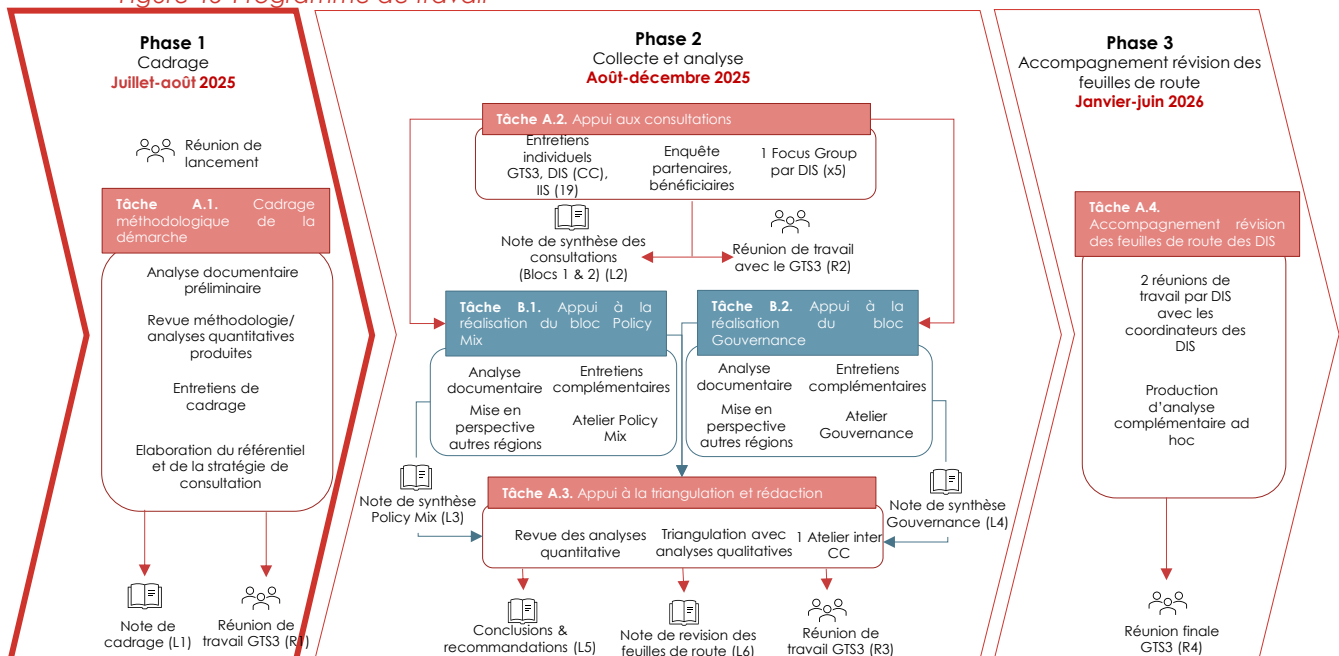 Figure 10 Programme de travail
Phase 1
Cadrage
Juillet-août 2025
Réunion de
lancement
Tâche A.1. Cadrage
méthodologique de la
démarche
Analyse documentaire
préliminaire
Revue méthodologie/
analyses quantitatives
produites
Entretiens de
cadrage
Elaboration du référentiel
et de la stratégie de
consultation
Note de
cadrage (L1)
Réunion de
travail GTS3 (R1)
Phase 2
Collecte et analyse
Août-décembre 2025
Tâche A.2. Appui aux consultations
Entretiens
individuels
GTS3, DIS (CC),
IIS (19)
Enquête
partenaires,
bénéficiaires
1 Focus Group
par DIS (x5)
Note de synthèse des
consultations
(Blocs 1 & 2) (L2)
Réunion de travail
avec le GTS3 (R2)
Tâche B.1. Appui à la
réalisation du bloc Policy
Mix
Analyse
documentaire
Entretiens
complémentaires
Mise en
perspective
autres régions
Atelier Policy
Mix
Tâche B.2. Appui à la
réalisation du bloc
Gouvernance
Analyse
documentaire
Entretiens
complémentaires
Mise en
perspective
autres régions
Atelier
Gouvernance
Note de synthèse
Policy Mix (L3)
Note de synthèse
Gouvernance (L4)
Tâche A.3. Appui à la triangulation et rédaction
Revue des analyses
quantitative
Triangulation avec
analyses qualitatives
1 Atelier inter
CC
Conclusions &
recommandations (L5)
Note de revision des
feuilles de route (L6)
Réunion de
travail GTS3 (R3)
Phase 3
Accompagnement révision des
feuilles de route
Janvier-juin 2026
Tâche A.4.
Accompagnement révision
des feuilles de route des DIS
2 réunions de
travail par DIS
avec les
coordinateurs des
DIS
Production
d'analyse
complémentaire ad
hoc
Réunion finale
GTS3 (R4)